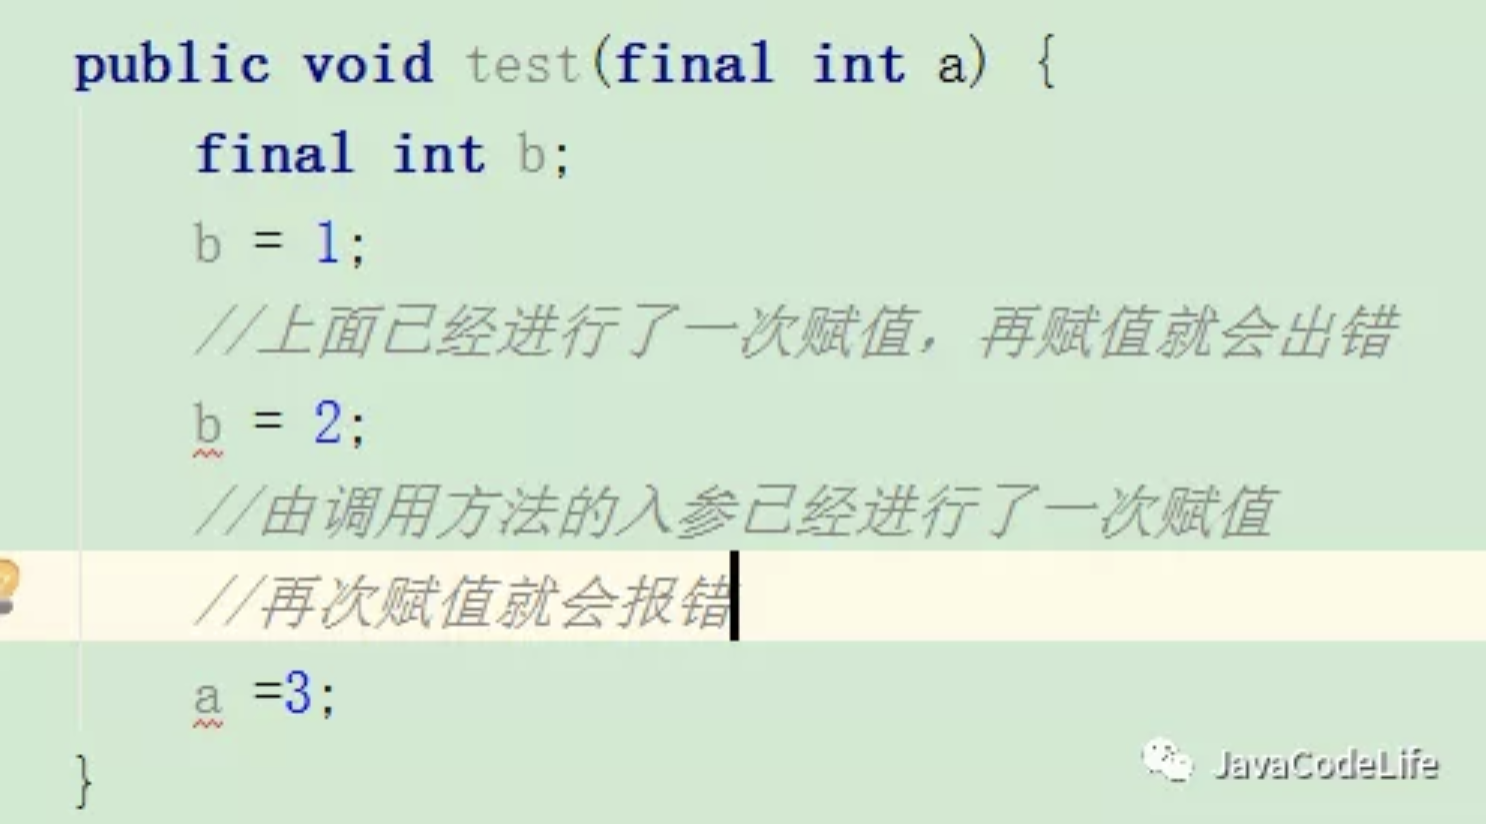 public void test(final int a) {
final int b;
b = 1;
//上面已经进行了一次赋值，再赋值就会出错
b = 2;
//由调用方法的入参已经进行了一次赋值
//再次赋值就会报错
a =3;
}
JavaCodeLife